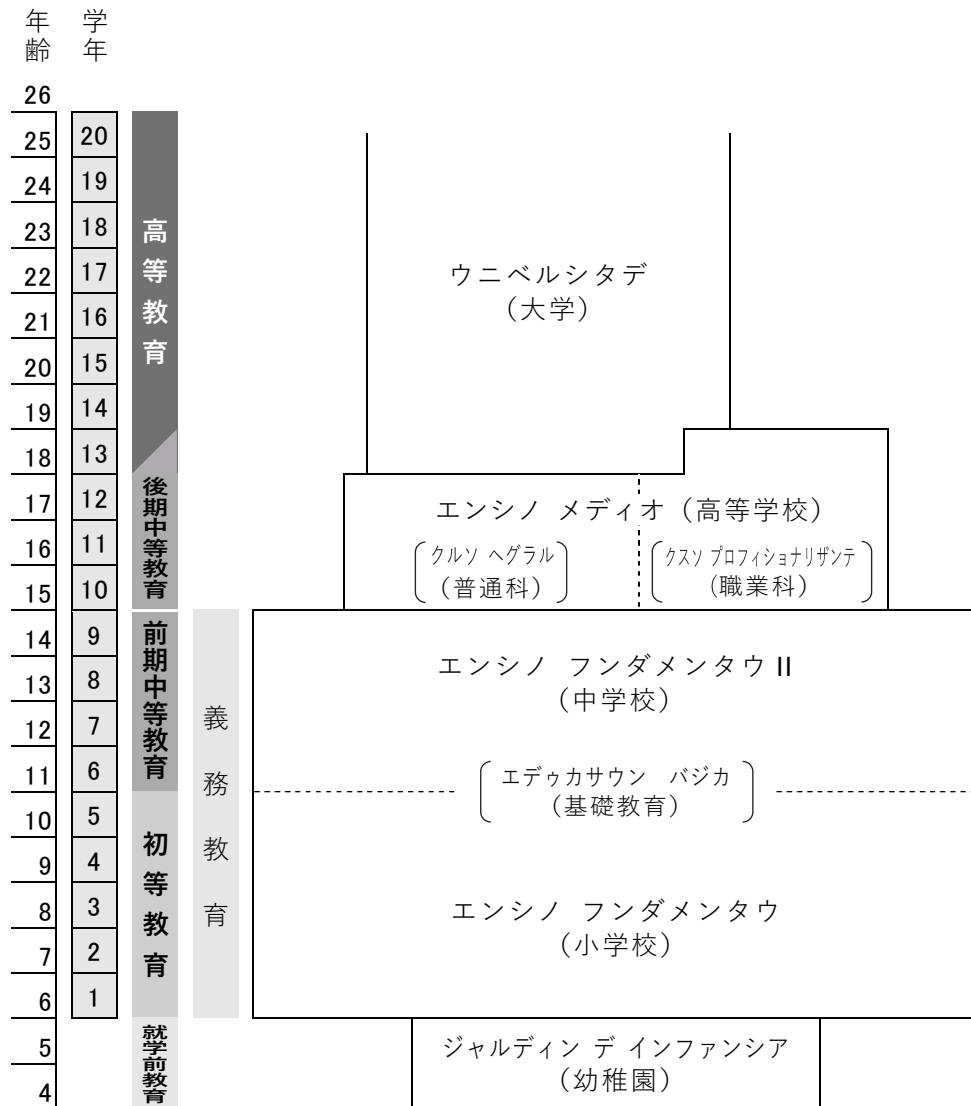 年齢
学年
26
25
24
23
22
21
20
19
18
17
16
15
14
13
12
11
10
9
8
7
6
5
4
20
19
18
17
16
15
14
13
12
11
10
9
8
7
6
5
4
3
2
1
高等教育
後期中等教育
前期中等教育
初等教育
就学前教育
義務教育
ウニベルシタデ
(大学)
エンシノ メディオ (高等学校)
クルソ ヘグラル
(普通科)
クスソ プロフィショナリザンテ
(職業科)
エンシノ フンダメンタウ II
(中学校)
エデゥカサウン バジカ
(基礎教育)
エンシノ フンダメンタウ
(小学校)
ジャルディン デ インファンシア
(幼稚園)